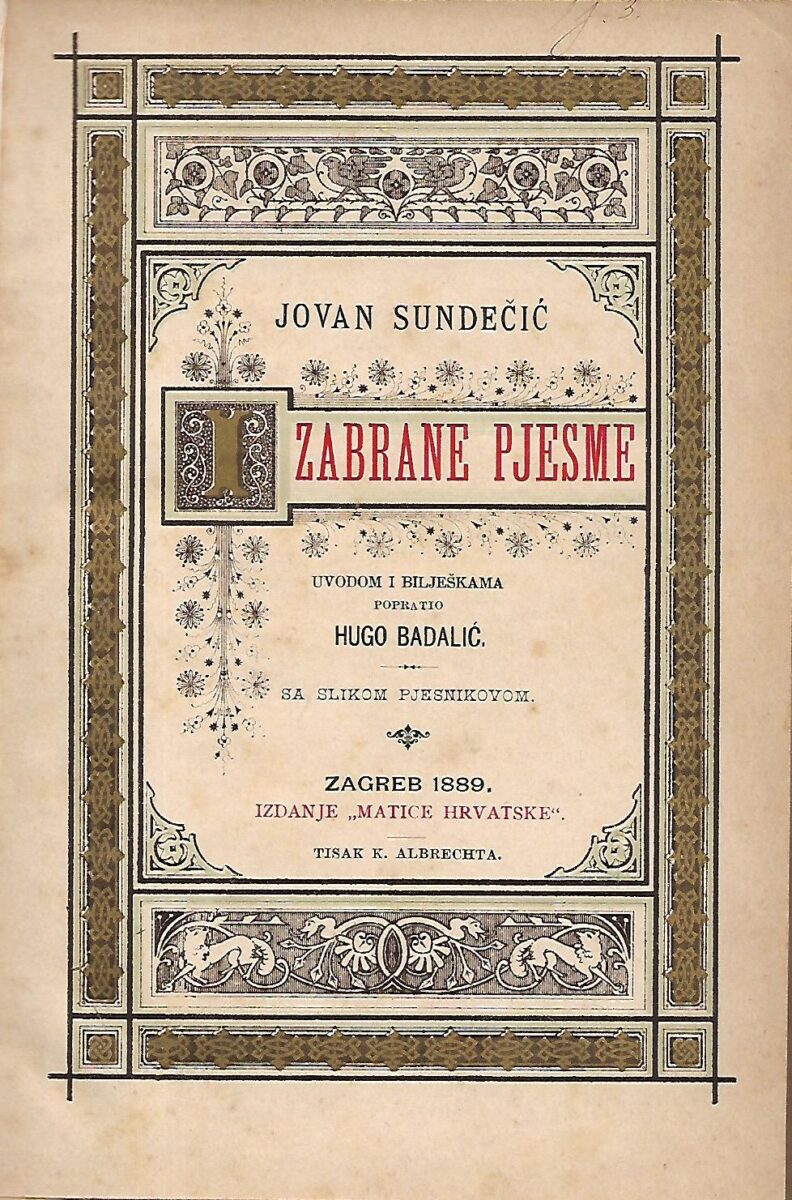 JOVAN SUNDEČIĆ
IZABRANE PJESME
UVODOM I BILJEŠKAMA
POPRATIO
HUGO BADALIĆ.
SA SLIKOM PJESNIKOVOM.
ZAGREB 1889.
IZDANJE „MATICE HRVATSKE“.
TISAK K. ALBRECHTA.